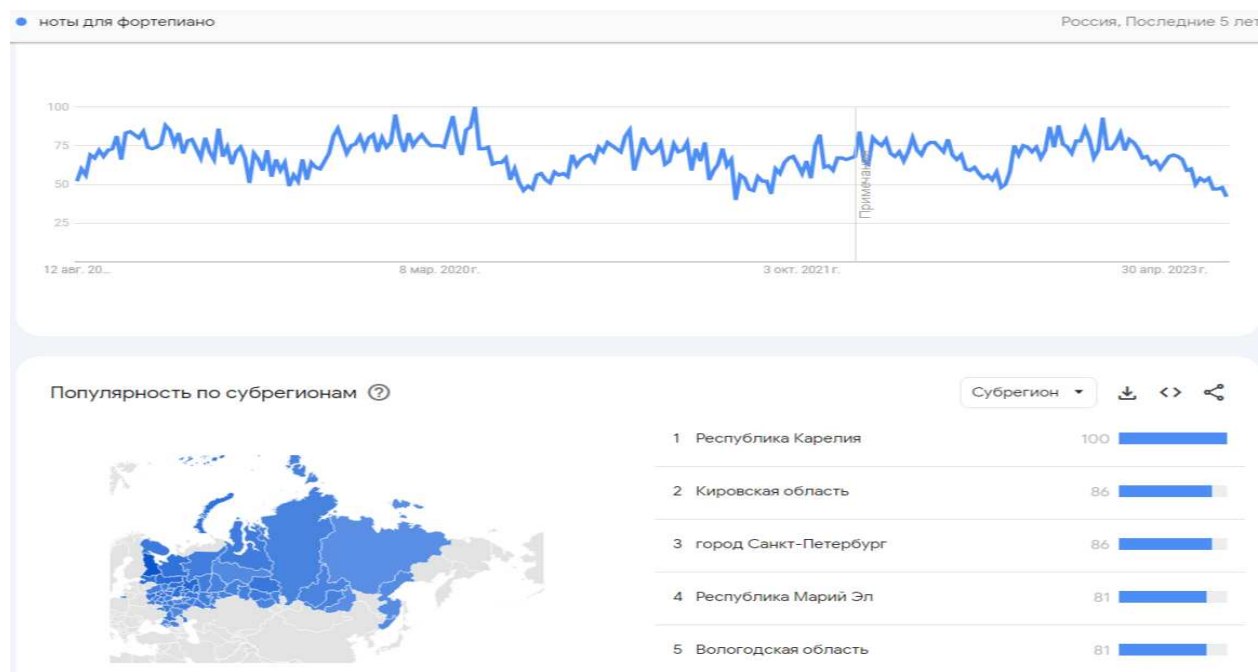 ноты для фортепиано
Россия, Последние 5 лет
100
75
50
25
Примечание
12 авг. 20...
8 мар. 2020 г.
3 окт. 2021 г.
30 апр. 2023 г.
Популярность по субрегионам
Субрегион
1 Республика Карелия 100
2 Кировская область 86
3 город Санкт-Петербург 86
4 Республика Марий Эл 81
5 Вологодская область 81